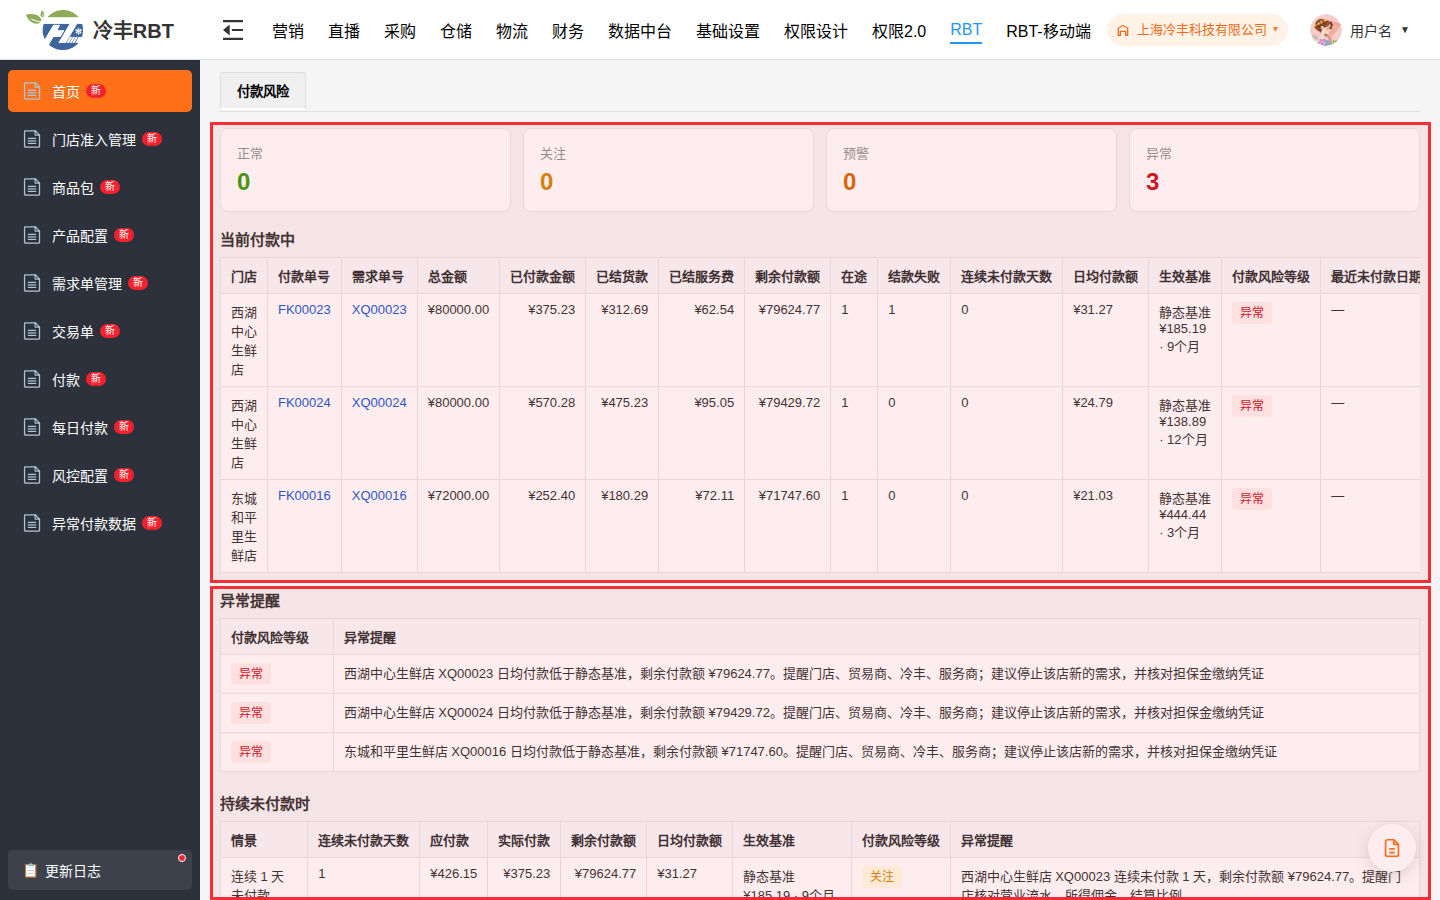 冷丰RBT
营销 直播 采购 仓储 物流 财务 数据中台 基础设置 权限设计 权限2.0 RBT RBT-移动端 上海冷丰科技有限公司 ▾ 用户名 ▼
首页 新
门店准入管理 新
商品包 新
产品配置 新
需求单管理 新
交易单 新
付款 新
每日付款 新
风控配置 新
异常付款数据 新
更新日志
付款风险
正常 关注 预警 异常
0 0 0 3
当前付款中
门店 付款单号 需求单号 总金额 已付款金额 已结货款 已结服务费 剩余付款额 在途 结款失败 连续未付款天数 日均付款额 生效基准 付款风险等级 最近未付款日期
西湖中心生鲜店 FK00023 XQ00023 ¥80000.00 ¥375.23 ¥312.69 ¥62.54 ¥79624.77 1 1 0 ¥31.27 静态基准 ¥185.19 · 9个月 异常 —
西湖中心生鲜店 FK00024 XQ00024 ¥80000.00 ¥570.28 ¥475.23 ¥95.05 ¥79429.72 1 0 0 ¥24.79 静态基准 ¥138.89 · 12个月 异常 —
东城和平里生鲜店 FK00016 XQ00016 ¥72000.00 ¥252.40 ¥180.29 ¥72.11 ¥71747.60 1 0 0 ¥21.03 静态基准 ¥444.44 · 3个月 异常 —
异常提醒
付款风险等级 异常提醒
异常 西湖中心生鲜店 XQ00023 日均付款低于静态基准，剩余付款额 ¥79624.77。提醒门店、贸易商、冷丰、服务商；建议停止该店新的需求，并核对担保金缴纳凭证
异常 西湖中心生鲜店 XQ00024 日均付款低于静态基准，剩余付款额 ¥79429.72。提醒门店、贸易商、冷丰、服务商；建议停止该店新的需求，并核对担保金缴纳凭证
异常 东城和平里生鲜店 XQ00016 日均付款低于静态基准，剩余付款额 ¥71747.60。提醒门店、贸易商、冷丰、服务商；建议停止该店新的需求，并核对担保金缴纳凭证
持续未付款时
情景 连续未付款天数 应付款 实际付款 剩余付款额 日均付款额 生效基准 付款风险等级 异常提醒
连续 1 天 1 ¥426.15 ¥375.23 ¥79624.77 ¥31.27 静态基准 关注 西湖中心生鲜店 XQ00023 连续未付款 1 天，剩余付款额 ¥79624.77。提醒门
未付款 ¥185.19 · 9个月 店核对营业流水、所得佣金、结算比例